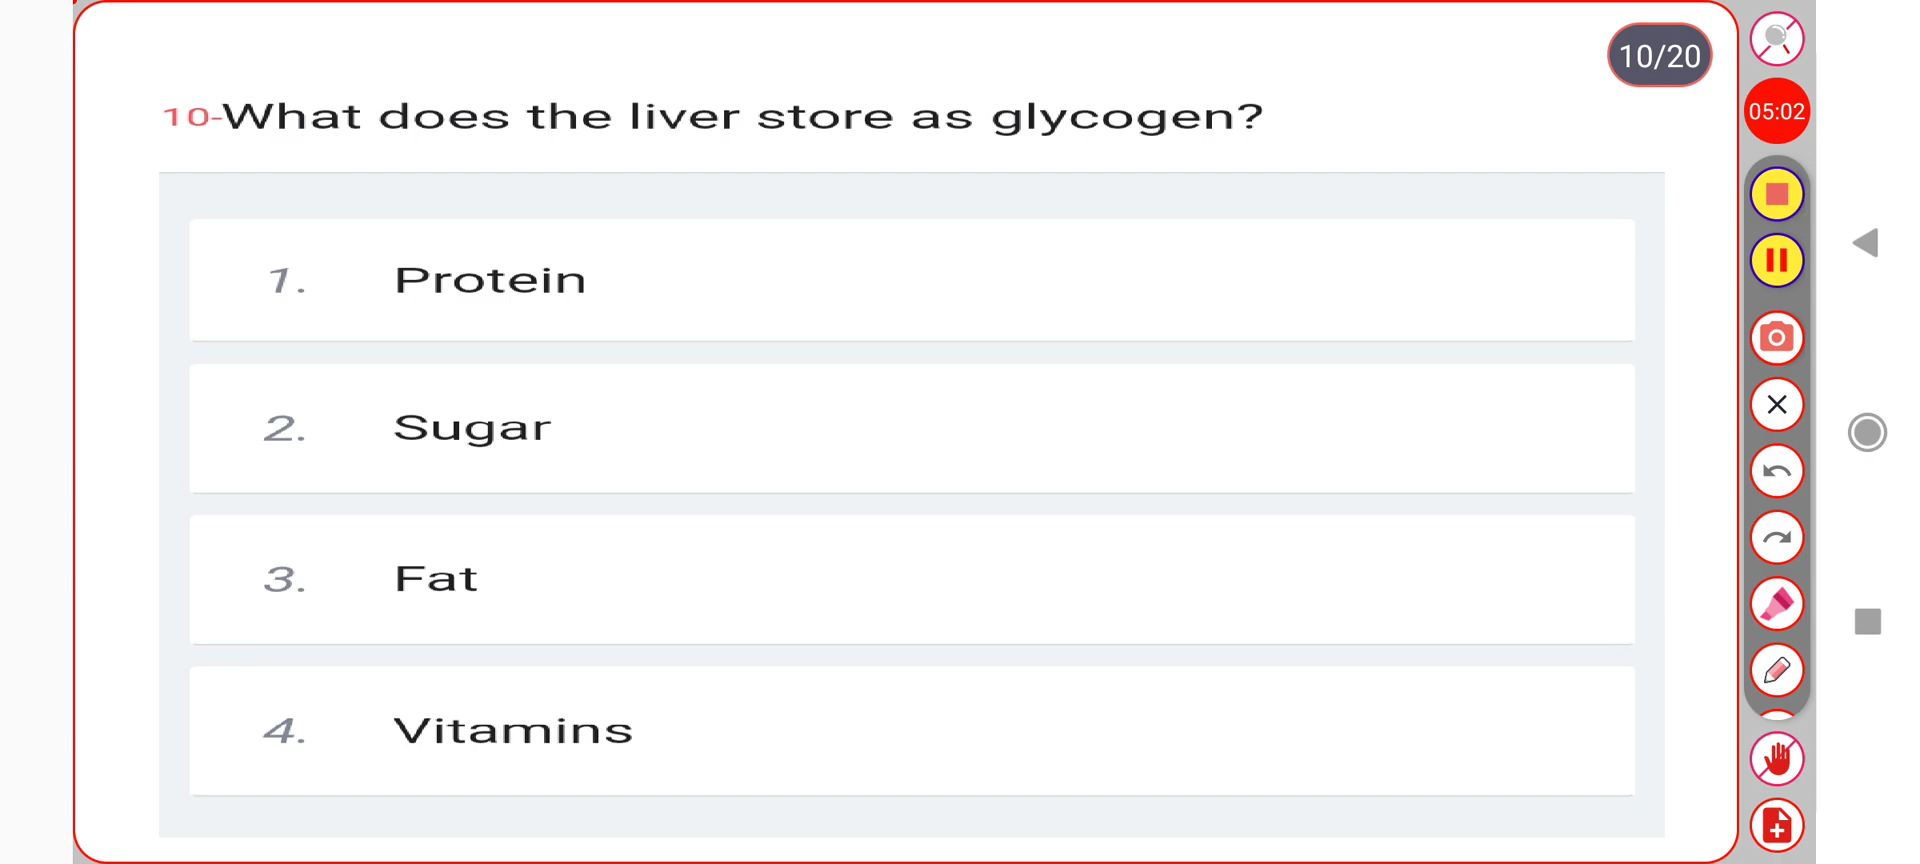 10/20
10-What does the liver store as glycogen?
05:02
1. Protein
2. Sugar
3. Fat
4. Vitamins